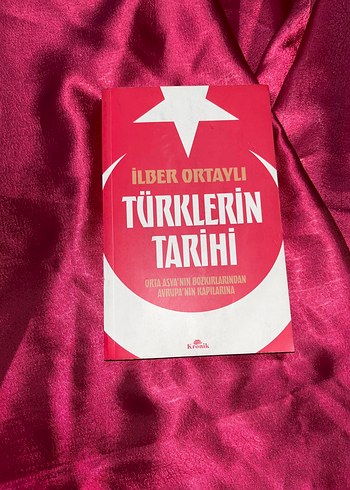 İLBER ORTAYLI
TÜRKLERİN
TARİHİ
ORTA ASYA'NIN BOZKIRLARINDAN
AVRUPA'NIN KAPILARINA
Kronik